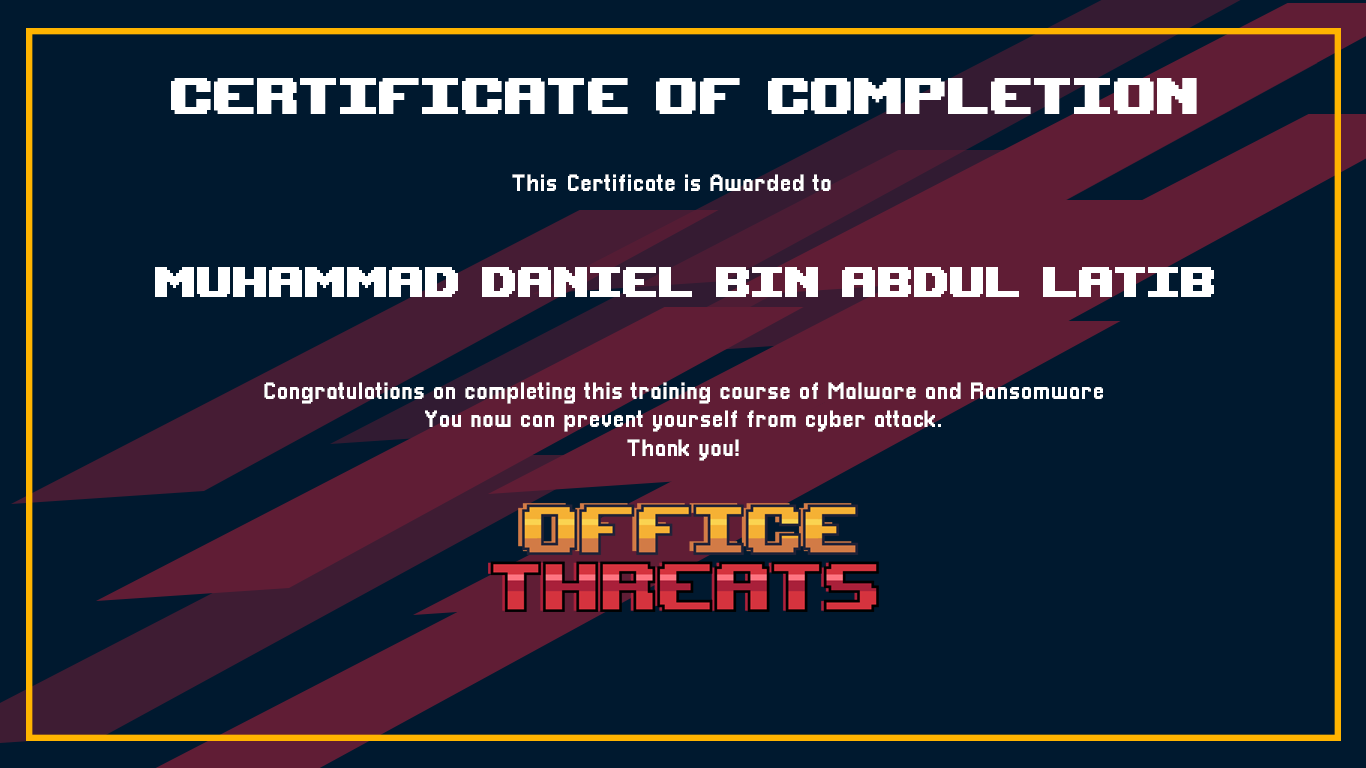 CERTIFICATE OF COMPLETION
This Certificate is Awarded to
MUHAMMAD DANIEL BIN ABDUL LATIB
Congratulations on completing this training course of Malware and Ransomware
You now can prevent yourself from cyber attack.
Thank you!
OFFICE
THREATS